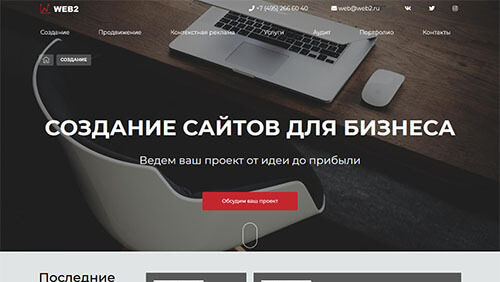 WEB2
+7 (495) 266 60 40
web@web2.ru
Создание Продвижение Контекстная реклама Услуги Аудит Портфолио Контакты
СОЗДАНИЕ
СОЗДАНИЕ САЙТОВ ДЛЯ БИЗНЕСА
Ведем ваш проект от идеи до прибыли
Обсудим ваш проект
Последние